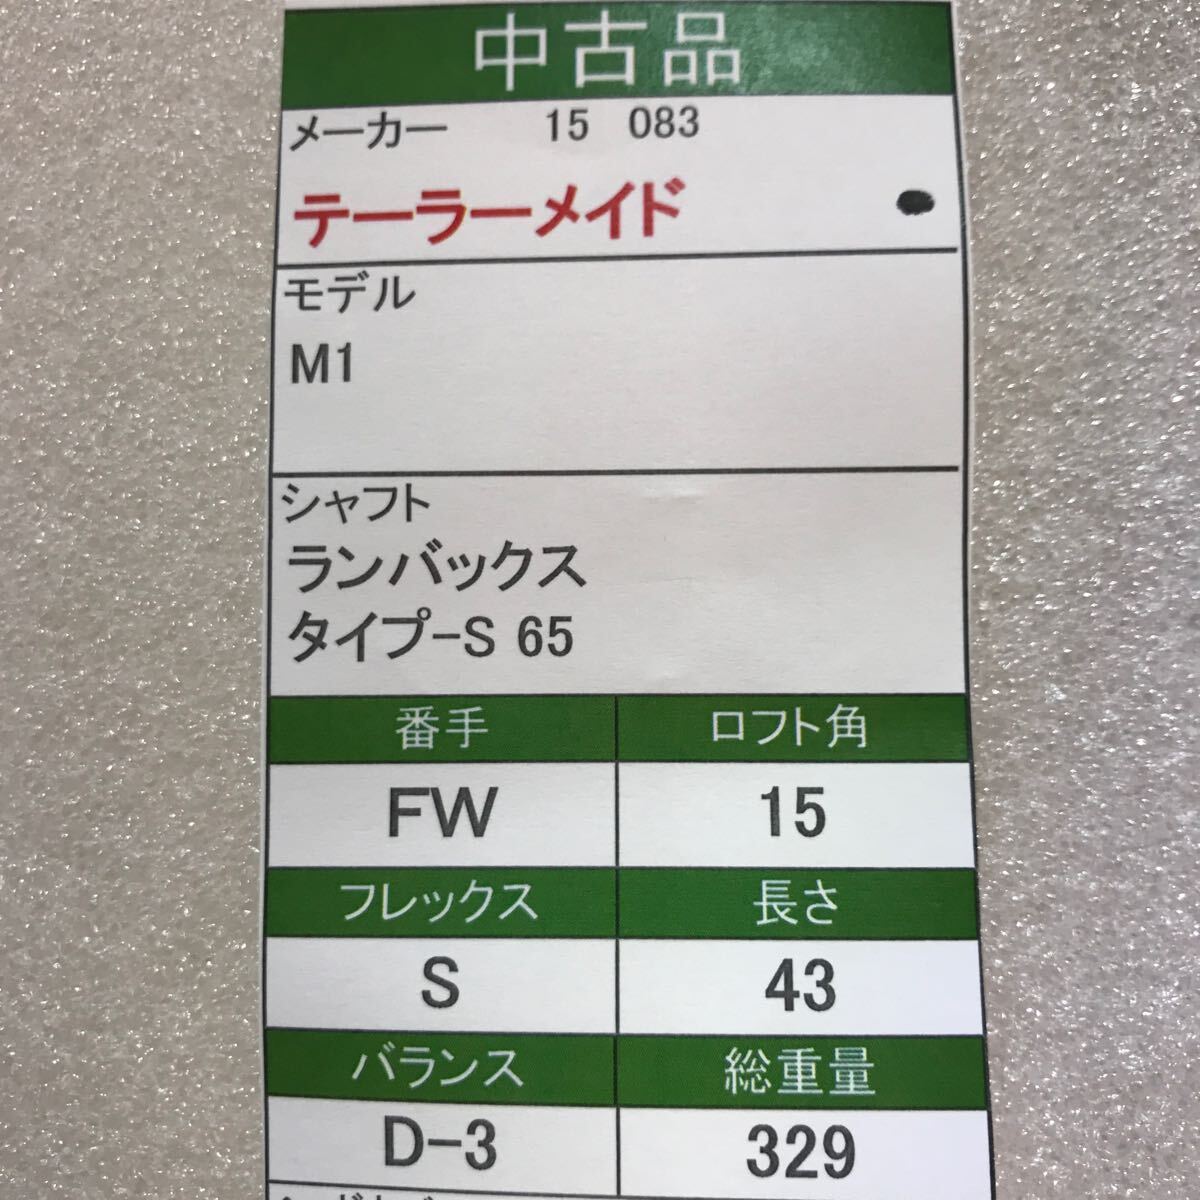 中古品
メーカー 15 083
テーラーメイド
モデル
M1
シャフト
ランバックス
タイプ-S 65
番手 ロフト角
FW 15
フレックス 長さ
S 43
バランス 総重量
D-3 329